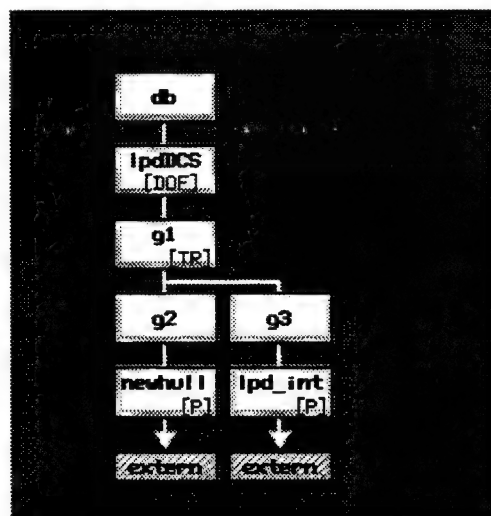 db
lpdDCS
[DOF]
g1
[TR]
g2 g3
newhull lpd_int
[P] [P]
extern extern